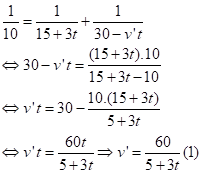 1/10 = 1/(15+3t) + 1/(30−v't)
⇔ 30−v't = (15+3t).10/(15+3t−10)
⇔ v't = 30 − 10.(15+3t)/(5+3t)
⇔ v't = 60t/(5+3t) ⇒ v' = 60/(5+3t) (1)